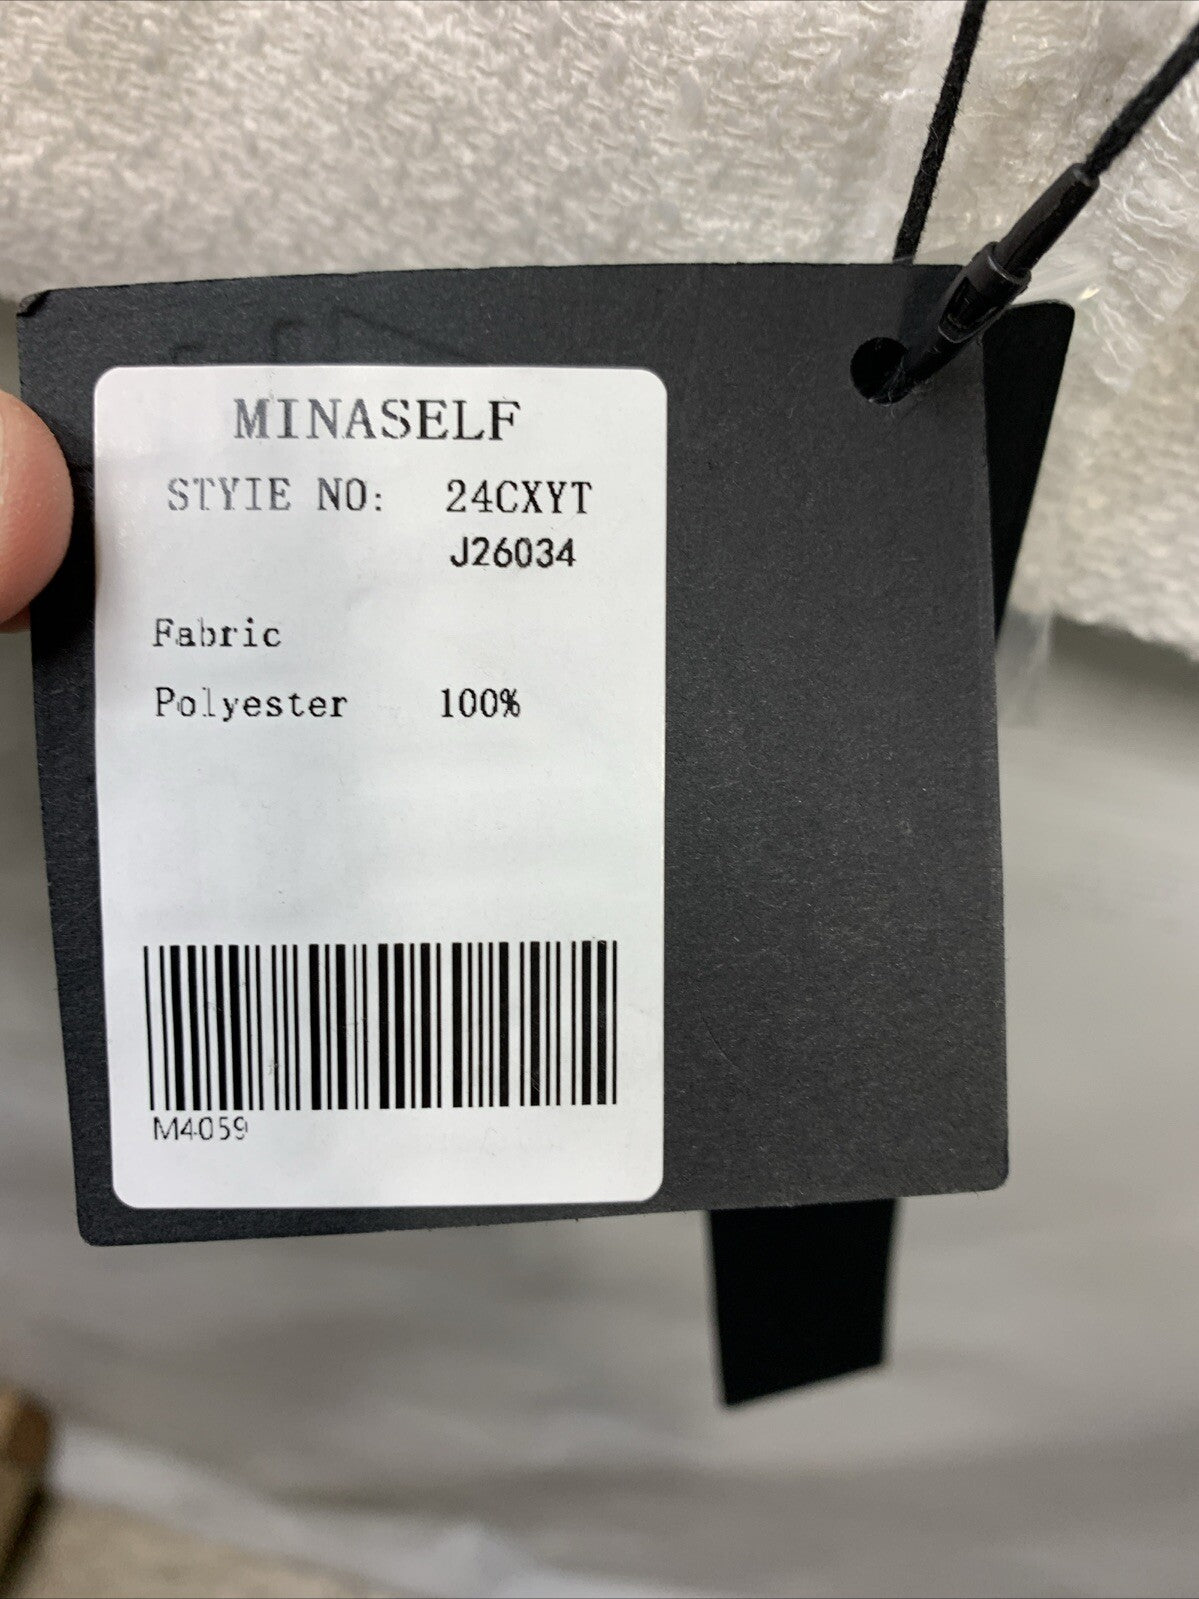 MINASELF
STYIE NO: 24CXYT
J26034
Fabric
Polyester 100%
M4059